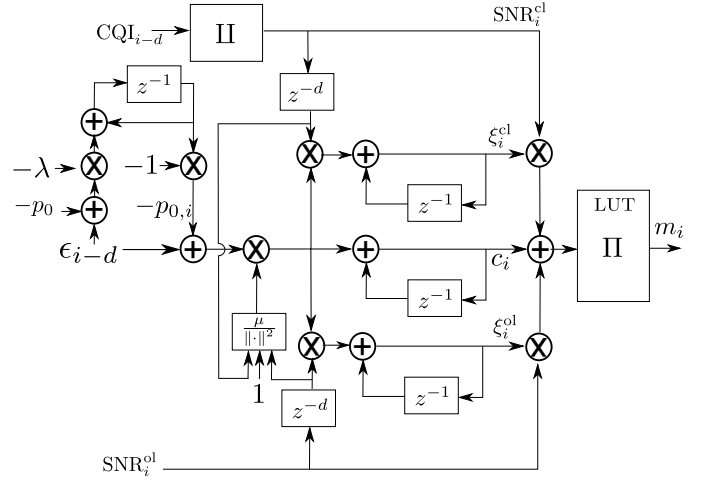 SNR_i^cl
CQI_{i−d}
Π
z^{−1}
z^{−d}
+
X
+
ξ_i^cl
X
−λ
X
−1
X
z^{−1}
LUT
−p_0
+
−p_{0,i}
Π
m_i
ϵ_{i−d}
+
X
+
c_i
+
z^{−1}
μ
‖·‖^2
X
+
ξ_i^ol
X
1
z^{−d}
z^{−1}
SNR_i^ol